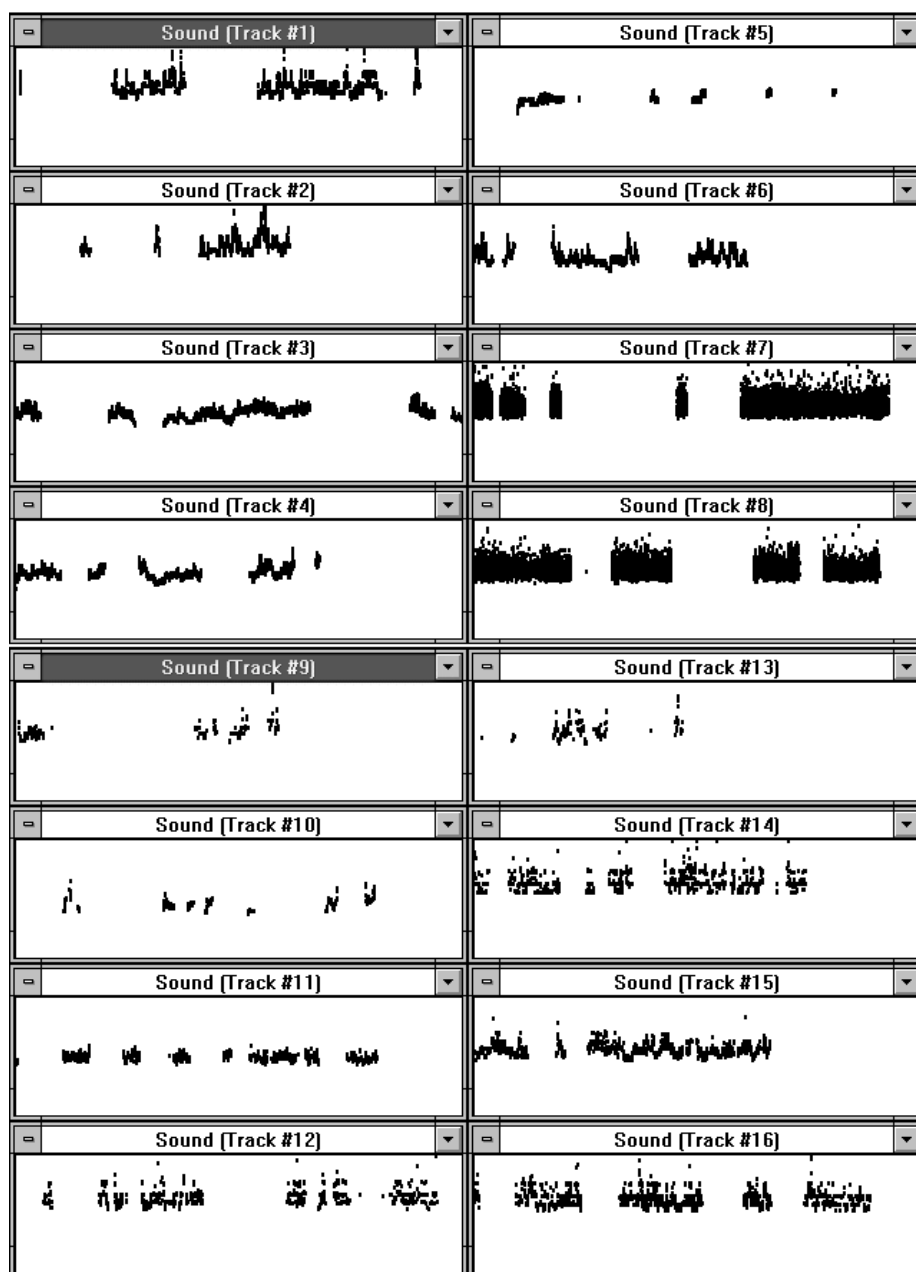 Sound (Track #1)
Sound (Track #5)
Sound (Track #2)
Sound (Track #6)
Sound (Track #3)
Sound (Track #7)
Sound (Track #4)
Sound (Track #8)
Sound (Track #9)
Sound (Track #13)
Sound (Track #10)
Sound (Track #14)
Sound (Track #11)
Sound (Track #15)
Sound (Track #12)
Sound (Track #16)